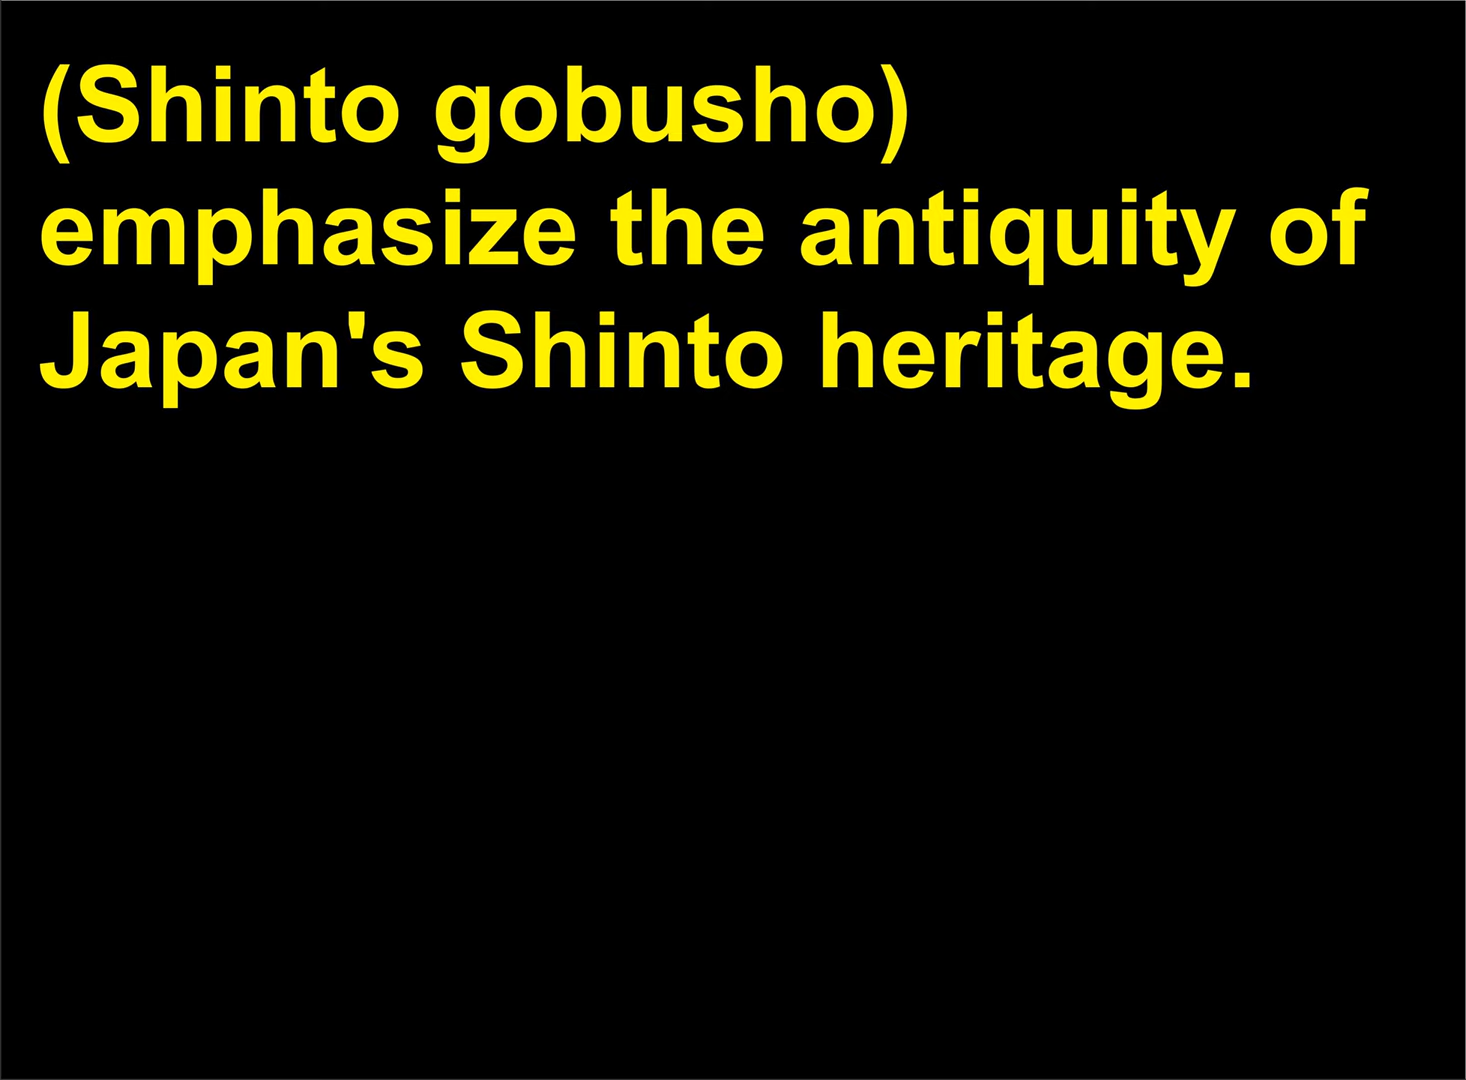 (Shinto gobusho)
emphasize the antiquity of
Japan's Shinto heritage.